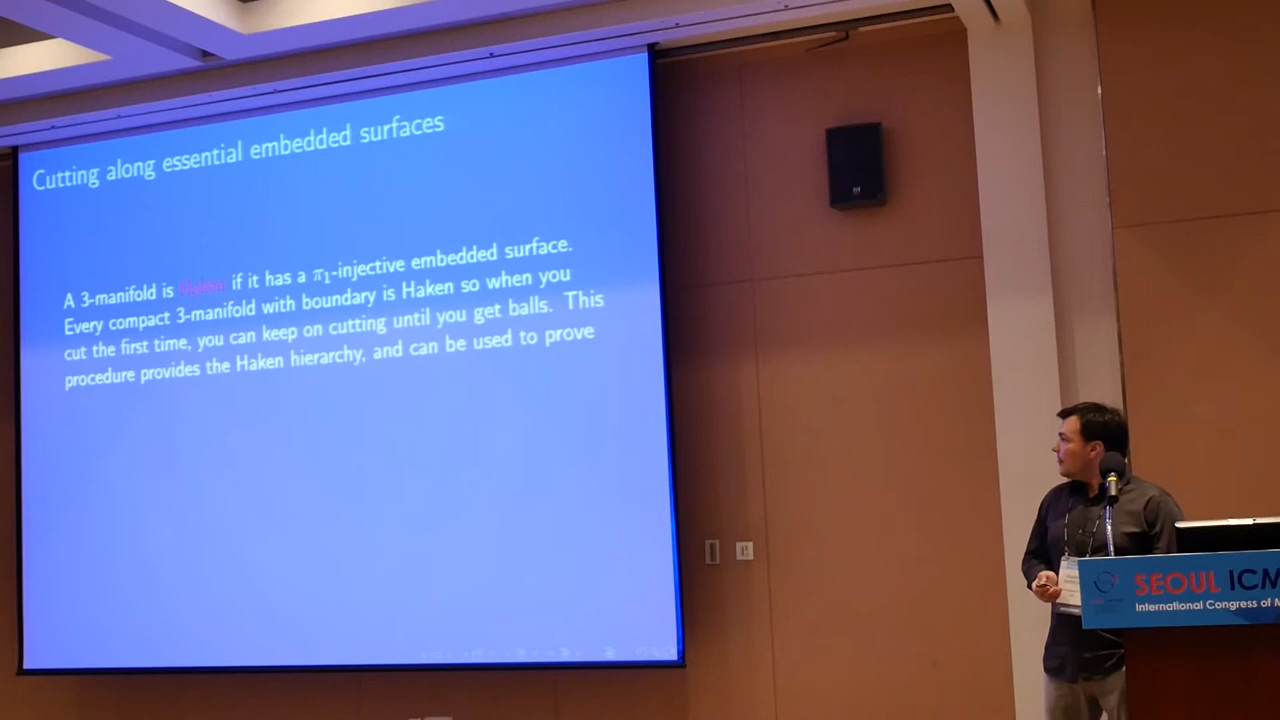 Cutting along essential embedded surfaces
A 3-manifold is Haken if it has a π₁-injective embedded surface.
Every compact 3-manifold with boundary is Haken so when you
cut the first time, you can keep on cutting until you get balls. This
procedure provides the Haken hierarchy, and can be used to prove
SEOUL ICM
International Congress of M